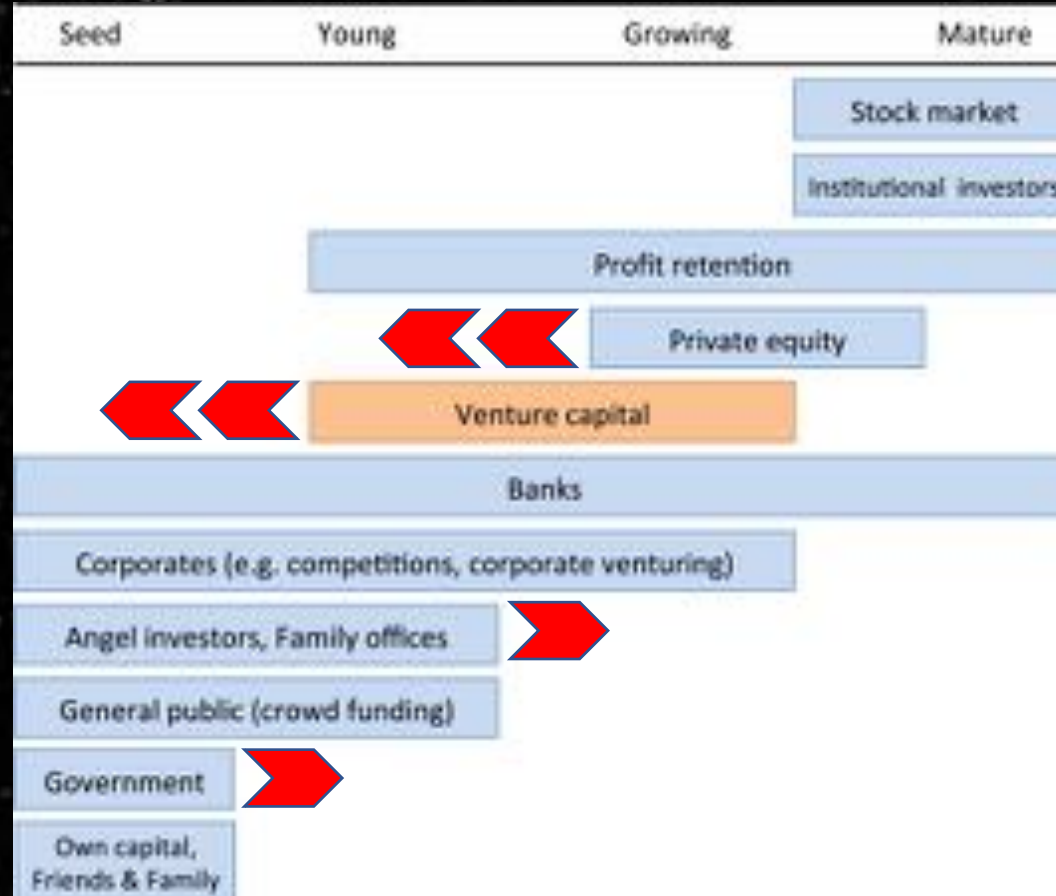 Seed Young Growing Mature
Stock market
Institutional investors
Profit retention
Private equity
Venture capital
Banks
Corporates (e.g. competitions, corporate venturing)
Angel investors, Family offices
General public (crowd funding)
Government
Own capital,
Friends & Family